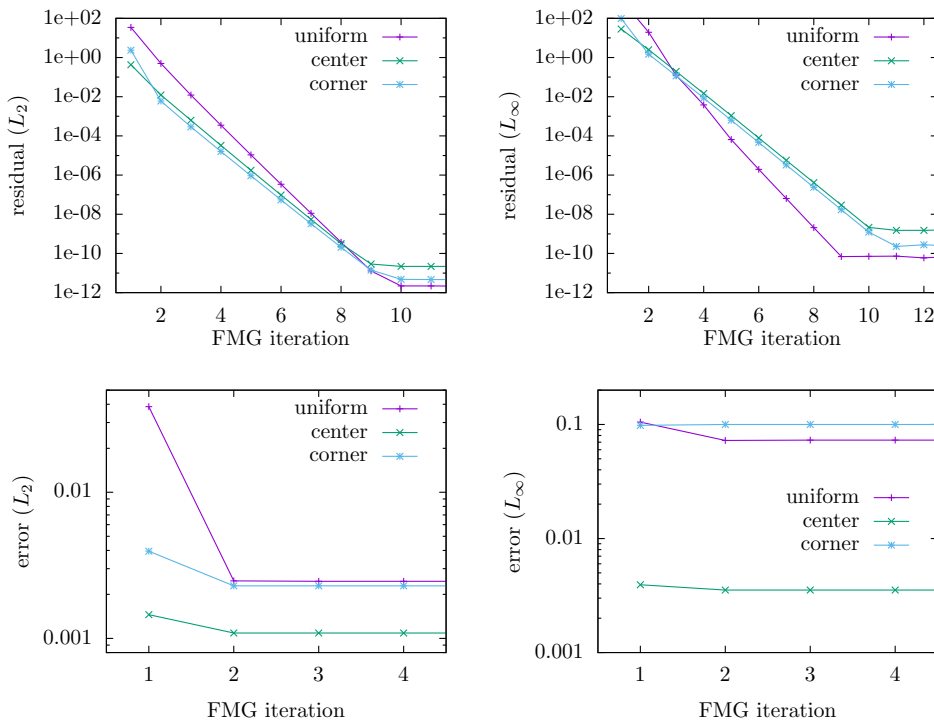 1e+02
1e+00
1e-02
1e-04
1e-06
1e-08
1e-10
1e-12
residual (L2)
uniform
center
corner
2 4 6 8 10
FMG iteration
1e+02
1e+00
1e-02
1e-04
1e-06
1e-08
1e-10
1e-12
residual (L∞)
uniform
center
corner
2 4 6 8 10 12
FMG iteration
0.01
0.001
error (L2)
uniform
center
corner
1 2 3 4
FMG iteration
0.1
0.01
0.001
error (L∞)
uniform
center
corner
1 2 3 4
FMG iteration